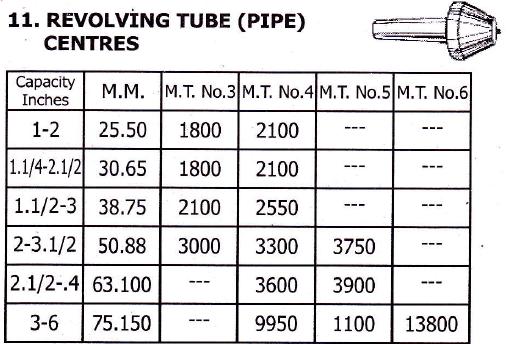 11. REVOLVING TUBE (PIPE)
CENTRES
Capacity Inches M.M. M.T. No.3 M.T. No.4 M.T. No.5 M.T. No.6
1-2 25.50 1800 2100 --- ---
1.1/4-2.1/2 30.65 1800 2100 --- ---
1.1/2-3 38.75 2100 2550 --- ---
2-3.1/2 50.88 3000 3300 3750 ---
2.1/2-.4 63.100 --- 3600 3900 ---
3-6 75.150 --- 9950 1100 13800